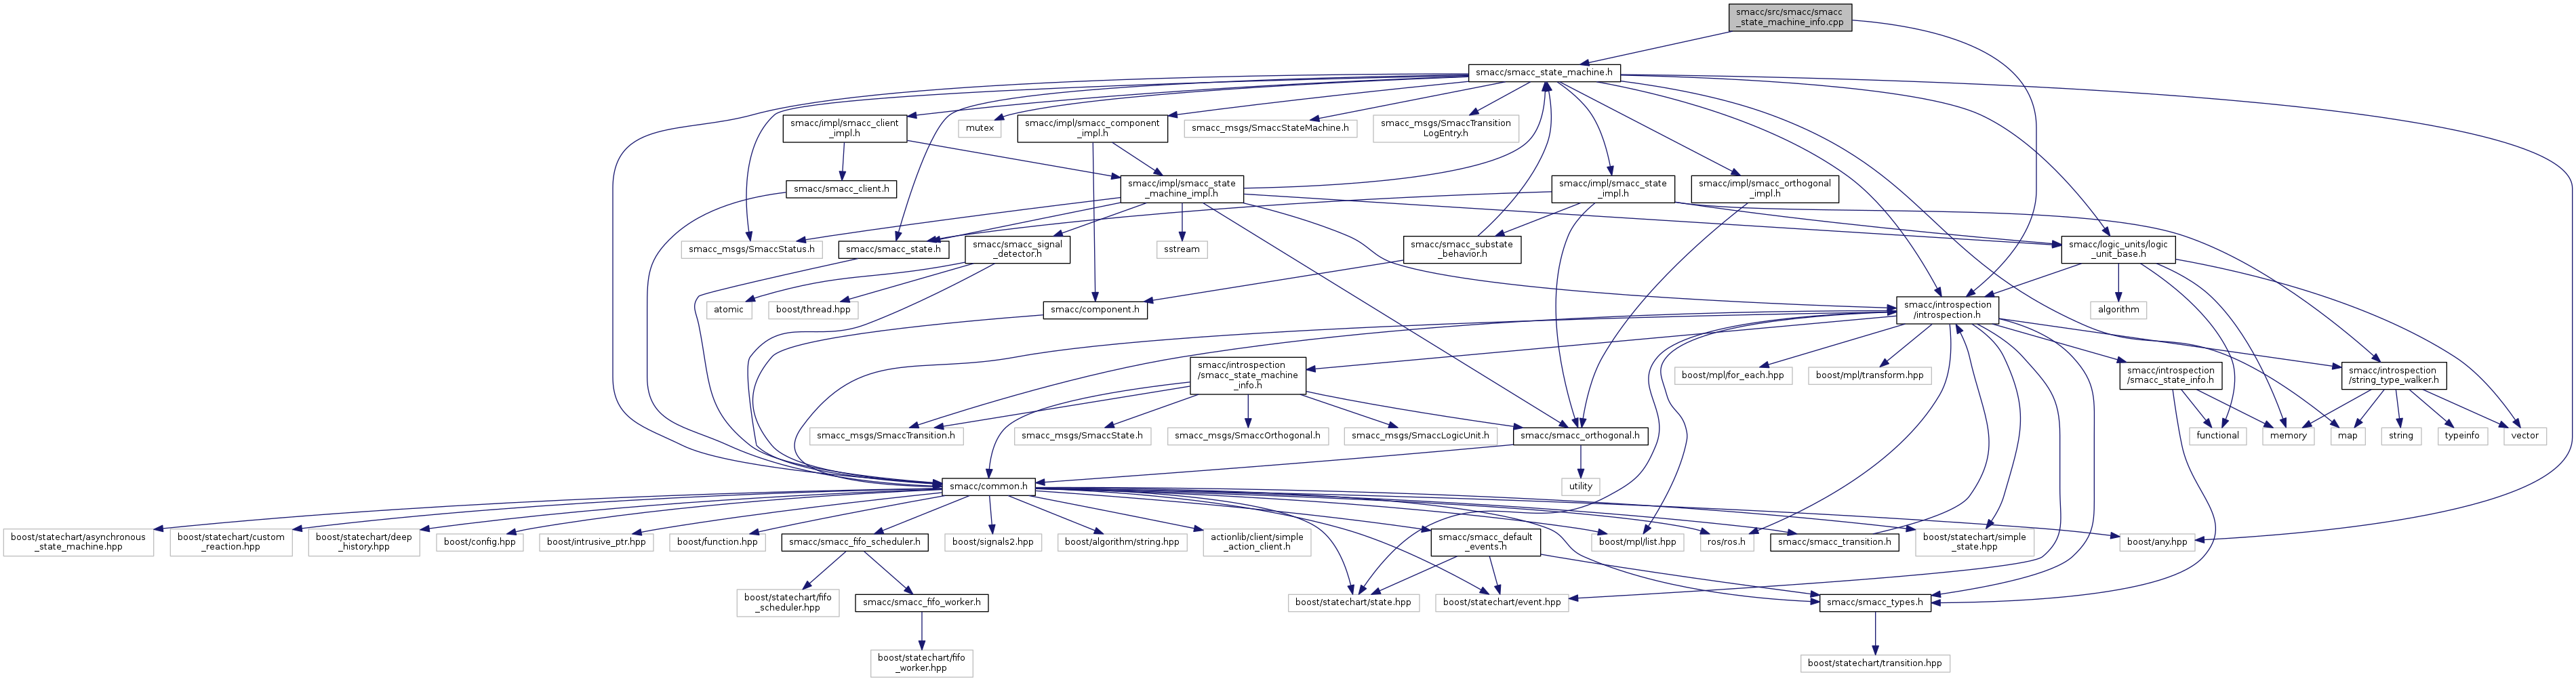 smacc/src/smacc/smacc
_state_machine_info.cpp
smacc/smacc_state_machine.h
smacc/impl/smacc_client
_impl.h
mutex
smacc/impl/smacc_component
_impl.h
smacc_msgs/SmaccStateMachine.h
smacc_msgs/SmaccTransition
LogEntry.h
smacc/smacc_client.h
smacc/impl/smacc_state
_machine_impl.h
smacc/impl/smacc_state
_impl.h
smacc/impl/smacc_orthogonal
_impl.h
smacc_msgs/SmaccStatus.h
smacc/smacc_state.h
smacc/smacc_signal
_detector.h
sstream
smacc/smacc_substate
_behavior.h
smacc/logic_units/logic
_unit_base.h
atomic
boost/thread.hpp
smacc/component.h
smacc/introspection
/introspection.h
algorithm
smacc/introspection
/smacc_state_machine
_info.h
boost/mpl/for_each.hpp
boost/mpl/transform.hpp
smacc/introspection
/smacc_state_info.h
smacc/introspection
/string_type_walker.h
smacc_msgs/SmaccTransition.h
smacc_msgs/SmaccState.h
smacc_msgs/SmaccOrthogonal.h
smacc_msgs/SmaccLogicUnit.h
smacc/smacc_orthogonal.h
functional
memory
map
string
typeinfo
vector
smacc/common.h
utility
boost/statechart/asynchronous
_state_machine.hpp
boost/statechart/custom
_reaction.hpp
boost/statechart/deep
_history.hpp
boost/config.hpp
boost/intrusive_ptr.hpp
boost/function.hpp
smacc/smacc_fifo_scheduler.h
boost/signals2.hpp
boost/algorithm/string.hpp
actionlib/client/simple
_action_client.h
smacc/smacc_default
_events.h
boost/mpl/list.hpp
ros/ros.h
smacc/smacc_transition.h
boost/statechart/simple
_state.hpp
boost/any.hpp
boost/statechart/fifo
_scheduler.hpp
smacc/smacc_fifo_worker.h
boost/statechart/state.hpp
boost/statechart/event.hpp
smacc/smacc_types.h
boost/statechart/fifo
_worker.hpp
boost/statechart/transition.hpp